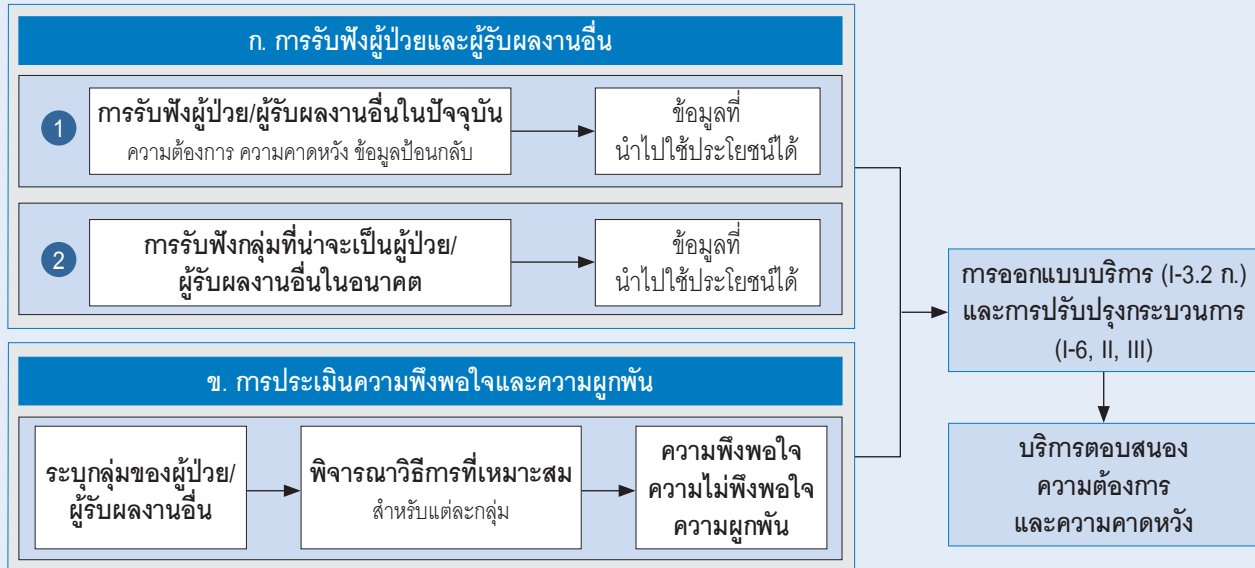 ก. การรับฟังผู้ป่วยและผู้รับผลงานอื่น
1
การรับฟังผู้ป่วย/ผู้รับผลงานอื่นในปัจจุบัน
ความต้องการ ความคาดหวัง ข้อมูลป้อนกลับ
ข้อมูลที่
นำไปใช้ประโยชน์ได้
2
การรับฟังกลุ่มที่น่าจะเป็นผู้ป่วย/
ผู้รับผลงานอื่นในอนาคต
ข้อมูลที่
นำไปใช้ประโยชน์ได้
ข. การประเมินความพึงพอใจและความผูกพัน
ระบุกลุ่มของผู้ป่วย/
ผู้รับผลงานอื่น
พิจารณาวิธีการที่เหมาะสม
สำหรับแต่ละกลุ่ม
ความพึงพอใจ
ความไม่พึงพอใจ
ความผูกพัน
การออกแบบบริการ (I-3.2 ก.)
และการปรับปรุงกระบวนการ
(I-6, II, III)
บริการตอบสนอง
ความต้องการ
และความคาดหวัง